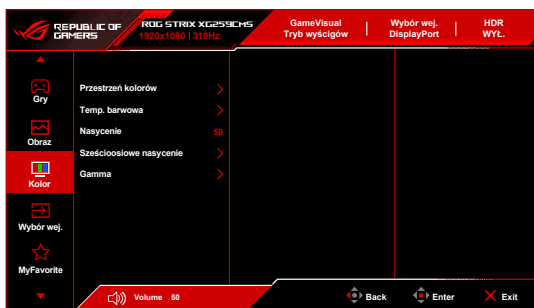 REPUBLIC OF
GAMERS
ROG STRIX XG259CMS
1920x1080 | 310Hz
GameVisual
Tryb wyścigów
Wybór wej.
DisplayPort
HDR
WYŁ.
Gry
Obraz
Kolor
Wybór wej.
MyFavorite
Przestrzeń kolorów
Temp. barwowa
Nasycenie 50
Sześcioosiowe nasycenie
Gamma
Volume 50
Back
Enter
Exit